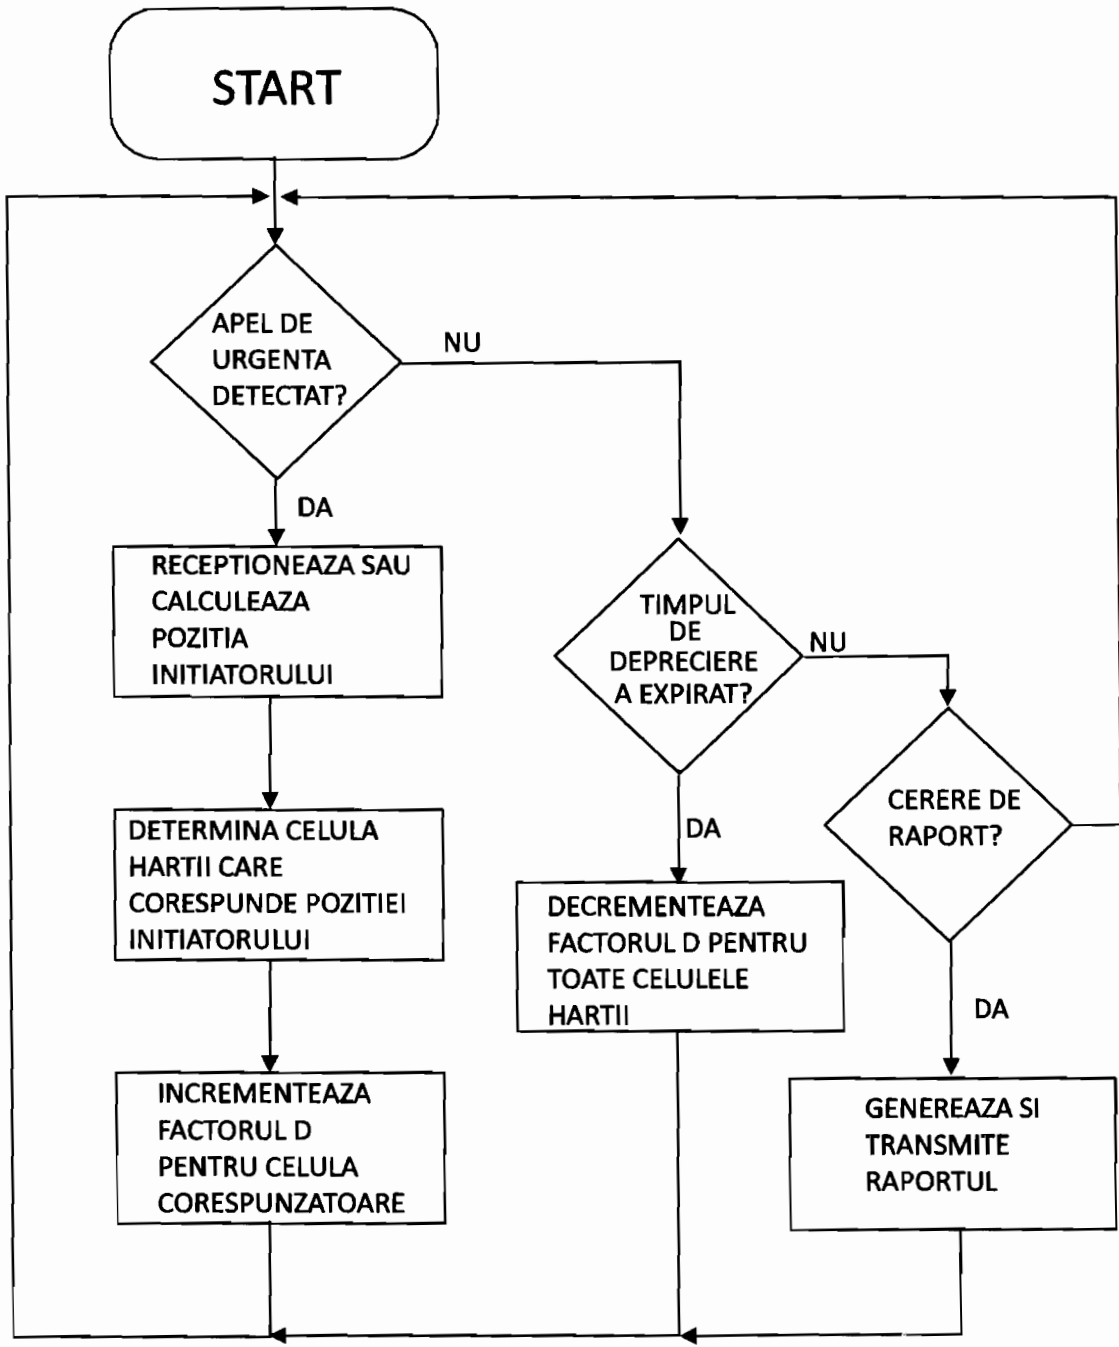 START
APEL DE
URGENTA
DETECTAT?
NU
DA
RECEPTIONEAZA SAU
CALCULEAZA
POZITIA
INITIATORULUI
DETERMINA CELULA
HARTII CARE
CORESPUNDE POZITIEI
INITIATORULUI
INCREMENTEAZA
FACTORUL D
PENTRU CELULA
CORESPUNZATOARE
TIMPUL
DE
DEPRECIERE
A EXPIRAT?
NU
DA
DECREMENTEAZA
FACTORUL D PENTRU
TOATE CELULELE
HARTII
CERERE DE
RAPORT?
DA
GENEREAZA SI
TRANSMITE
RAPORTUL